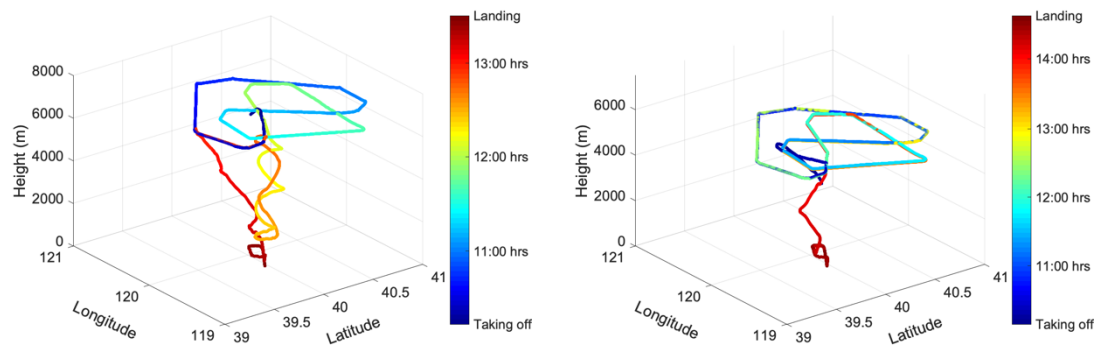 Landing
13:00 hrs
12:00 hrs
11:00 hrs
Taking off
8000
6000
4000
2000
0
Height (m)
121
120
119
Longitude
39
39.5
40
40.5
41
Latitude
Landing
14:00 hrs
13:00 hrs
12:00 hrs
11:00 hrs
Taking off
6000
4000
2000
0
Height (m)
121
120
119
Longitude
39
39.5
40
40.5
41
Latitude